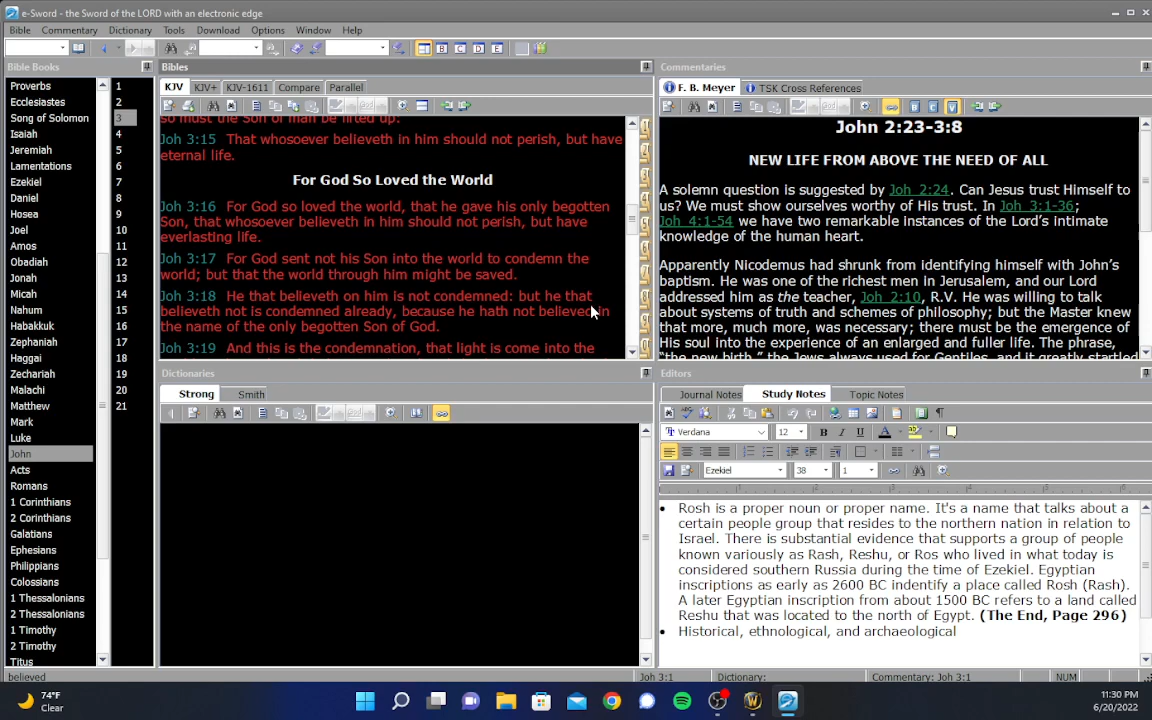 e-Sword - the Sword of the LORD with an electronic edge
Bible Commentary Dictionary Tools Download Options Window Help
B C D E
Bible Books
Proverbs
Ecclesiastes
Song of Solomon
Isaiah
Jeremiah
Lamentations
Ezekiel
Daniel
Hosea
Joel
Amos
Obadiah
Jonah
Micah
Nahum
Habakkuk
Zephaniah
Haggai
Zechariah
Malachi
Matthew
Mark
Luke
John
Acts
Romans
1 Corinthians
2 Corinthians
Galatians
Ephesians
Philippians
Colossians
1 Thessalonians
2 Thessalonians
1 Timothy
2 Timothy
Titus
1
2
3
4
5
6
7
8
9
10
11
12
13
14
15
16
17
18
19
20
21
Bibles
KJV KJV+ KJV-1611 Compare Parallel
so must the Son of man be lifted up:
Joh 3:15 That whosoever believeth in him should not perish, but have
eternal life.
For God So Loved the World
Joh 3:16 For God so loved the world, that he gave his only begotten
Son, that whosoever believeth in him should not perish, but have
everlasting life.
Joh 3:17 For God sent not his Son into the world to condemn the
world; but that the world through him might be saved.
Joh 3:18 He that believeth on him is not condemned: but he that
believeth not is condemned already, because he hath not believed in
the name of the only begotten Son of God.
Joh 3:19 And this is the condemnation, that light is come into the
Commentaries
F. B. Meyer TSK Cross References
B C V
John 2:23-3:8
NEW LIFE FROM ABOVE THE NEED OF ALL
A solemn question is suggested by Joh_2:24. Can Jesus trust Himself to
us? We must show ourselves worthy of His trust. In Joh_3:1-36;
Joh_4:1-54 we have two remarkable instances of the Lord's intimate
knowledge of the human heart.
Apparently Nicodemus had shrunk from identifying himself with John's
baptism. He was one of the richest men in Jerusalem, and our Lord
addressed him as the teacher, Joh_2:10, R.V. He was willing to talk
about systems of truth and schemes of philosophy; but the Master knew
that more, much more, was necessary; there must be the emergence of
His soul into the experience of an enlarged and fuller life. The phrase,
"the new birth," the Jews always used for Gentiles, and it greatly startled
Dictionaries
Strong Smith
Editors
Journal Notes Study Notes Topic Notes
Verdana 12 B I U A
Ezekiel 38 1
• Rosh is a proper noun or proper name. It's a name that talks about a
certain people group that resides to the northern nation in relation to
Israel. There is substantial evidence that supports a group of people
known variously as Rash, Reshu, or Ros who lived in what today is
considered southern Russia during the time of Ezekiel. Egyptian
inscriptions as early as 2600 BC indentify a place called Rosh (Rash).
A later Egyptian inscription from about 1500 BC refers to a land called
Reshu that was located to the north of Egypt. (The End, Page 296)
• Historical, ethnological, and archaeological
believed
Joh 3:1 Dictionary: Commentary: Joh 3:1 NUM
74°F
Clear
11:30 PM
6/20/2022